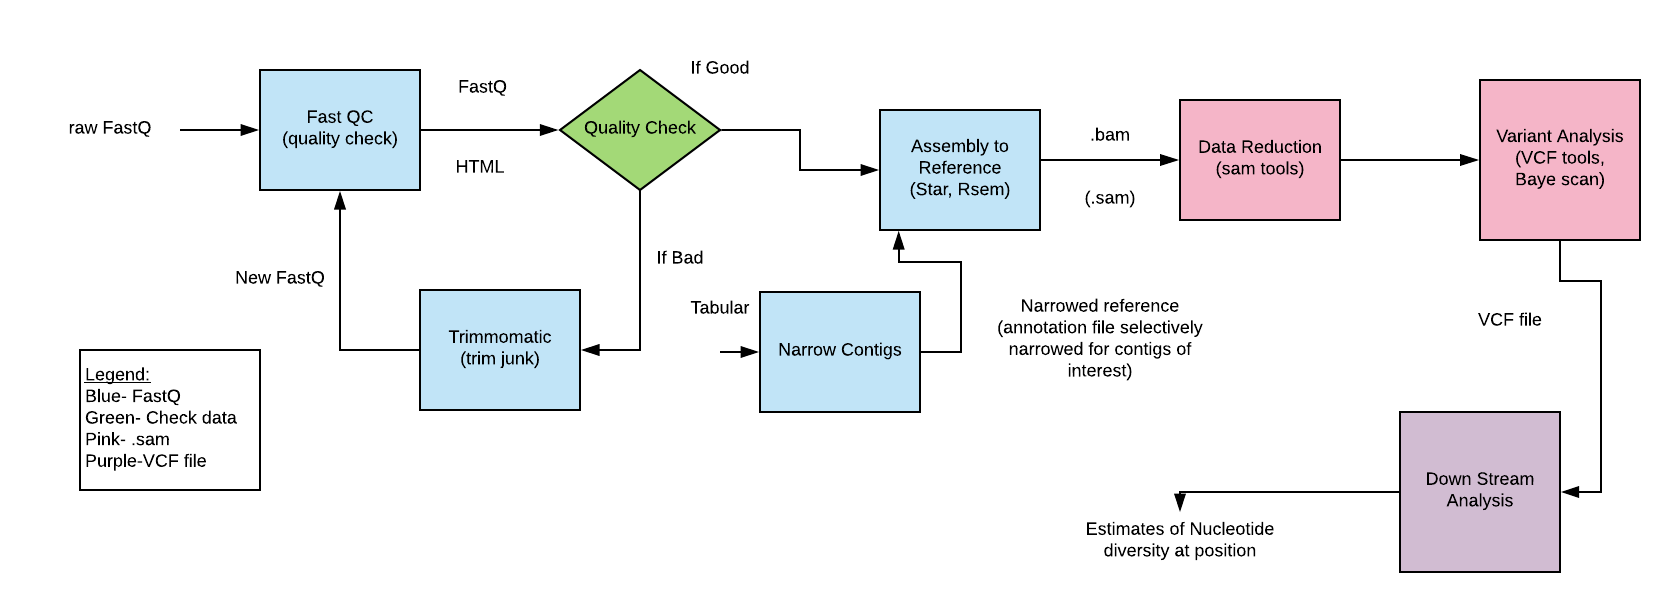 raw FastQ
Fast QC
(quality check)
FastQ
HTML
Quality Check
If Good
If Bad
New FastQ
Trimmomatic
(trim junk)
Assembly to
Reference
(Star, Rsem)
Tabular
Narrow Contigs
Narrowed reference
(annotation file selectively
narrowed for contigs of
interest)
.bam
(.sam)
Data Reduction
(sam tools)
Variant Analysis
(VCF tools,
Baye scan)
VCF file
Down Stream
Analysis
Estimates of Nucleotide
diversity at position
Legend:
Blue- FastQ
Green- Check data
Pink- .sam
Purple-VCF file